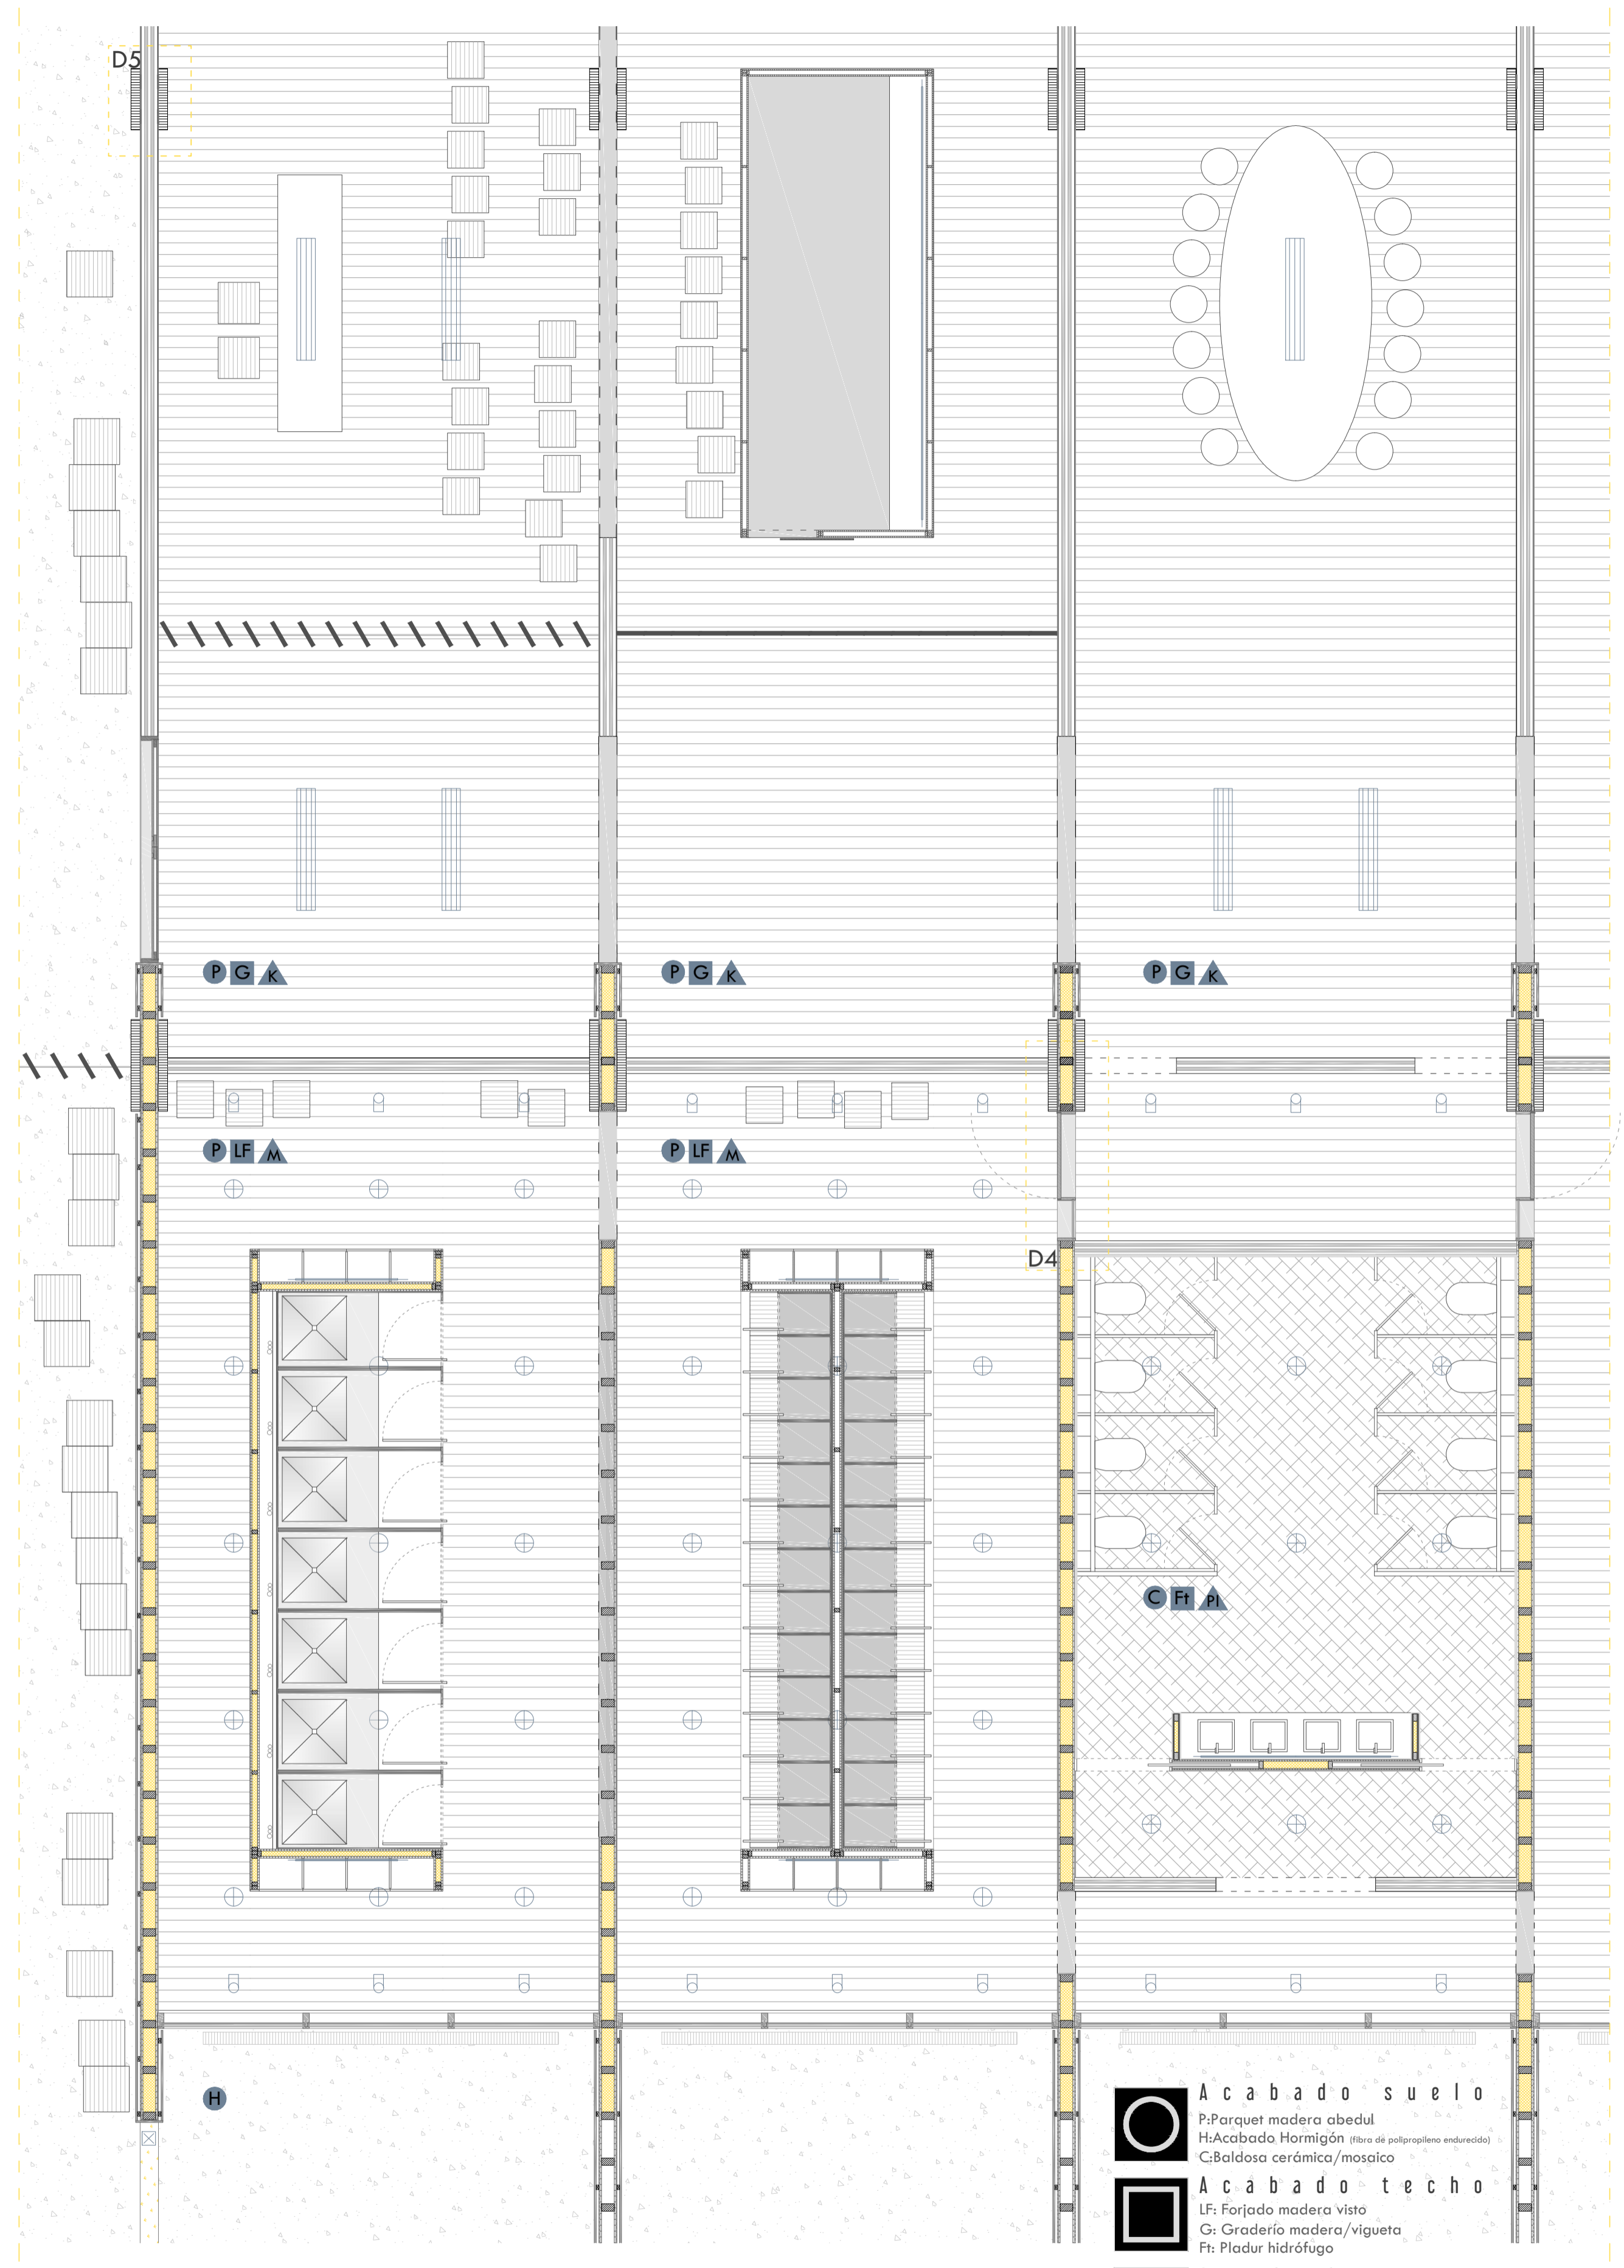 D5
P G K
P G K
P G K
P LF M
P LF M
D4
C Ft Pl
H
Acabado suelo
P:Parquet madera abedul
H:Acabado Hormigón (fibra de polipropileno endurecido)
C:Baldosa cerámica/mosaico
Acabado techo
LF: Forjado madera visto
G: Graderío madera/vigueta
Ft: Pladur hidrófugo